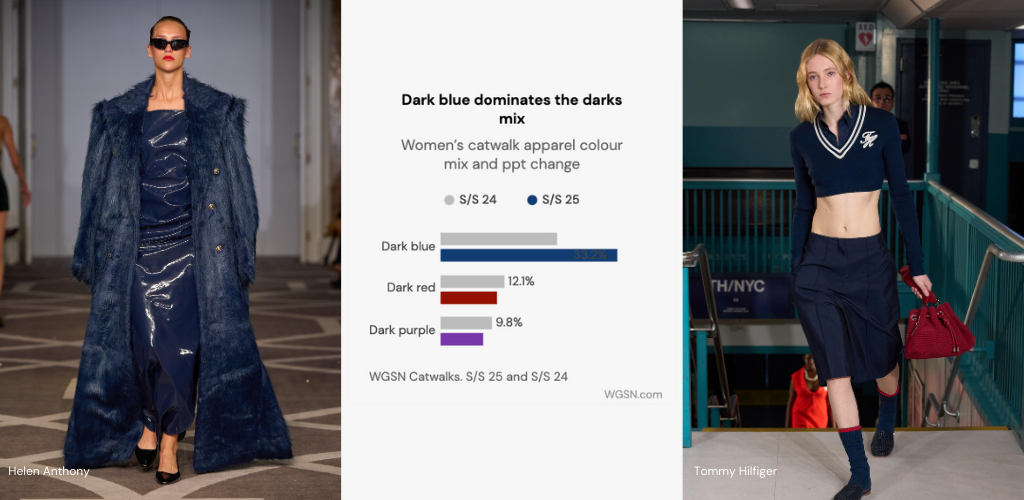 Dark blue dominates the darks
mix
Women's catwalk apparel colour
mix and ppt change
S/S 24
S/S 25
Dark blue
33.2%
Dark red
12.1%
Dark purple
9.8%
WGSN Catwalks. S/S 25 and S/S 24
WGSN.com
Helen Anthony
TH/NYC
AED
Tommy Hilfiger